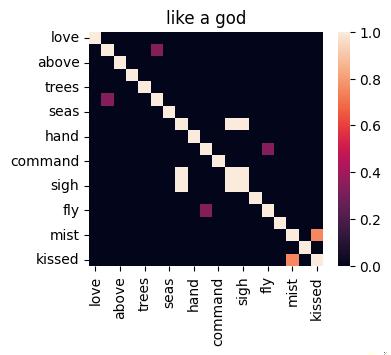 like a god
love
above
trees
seas
hand
command
sigh
fly
mist
kissed
1.0
0.8
0.6
0.4
0.2
0.0
love
above
trees
seas
hand
command
sigh
fly
mist
kissed